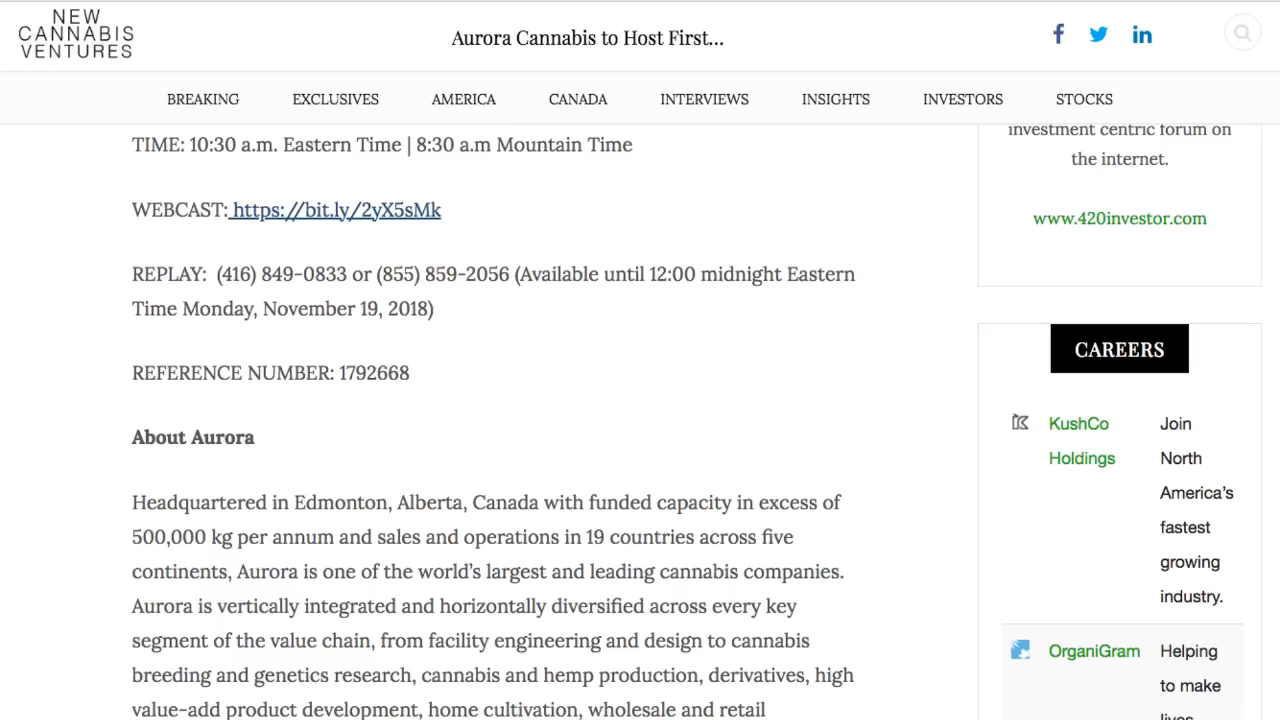 NEW
CANNABIS
VENTURES
Aurora Cannabis to Host First...
BREAKING
EXCLUSIVES
AMERICA
CANADA
INTERVIEWS
INSIGHTS
INVESTORS
STOCKS
TIME: 10:30 a.m. Eastern Time | 8:30 a.m Mountain Time
WEBCAST: https://bit.ly/2yX5sMk
REPLAY: (416) 849-0833 or (855) 859-2056 (Available until 12:00 midnight Eastern
Time Monday, November 19, 2018)
REFERENCE NUMBER: 1792668
About Aurora
Headquartered in Edmonton, Alberta, Canada with funded capacity in excess of
500,000 kg per annum and sales and operations in 19 countries across five
continents, Aurora is one of the world's largest and leading cannabis companies.
Aurora is vertically integrated and horizontally diversified across every key
segment of the value chain, from facility engineering and design to cannabis
breeding and genetics research, cannabis and hemp production, derivatives, high
value-add product development, home cultivation, wholesale and retail
investment centric forum on
the internet.
www.420investor.com
CAREERS
KushCo
Holdings
Join
North
America's
fastest
growing
industry.
OrganiGram
Helping
to make
lives